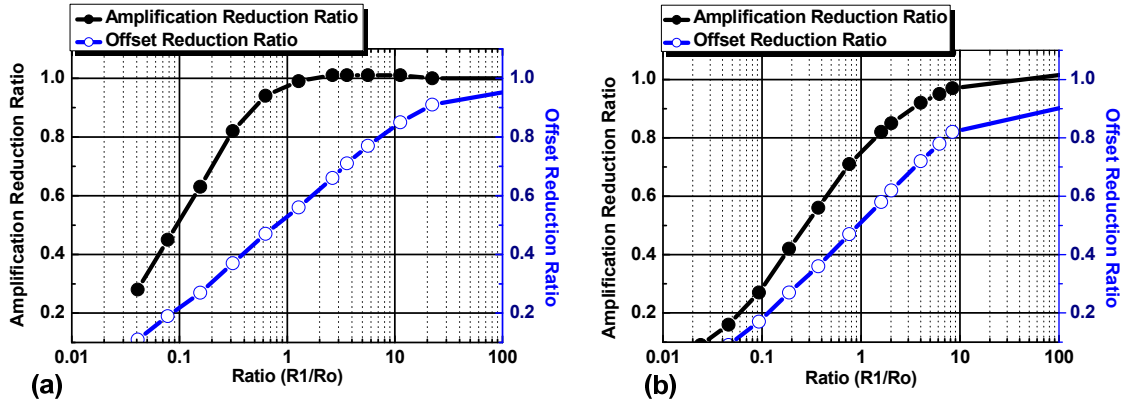 Amplification Reduction Ratio
Offset Reduction Ratio
1.0
0.8
0.6
0.4
0.2
Amplification Reduction Ratio
1.0
0.8
0.6
0.4
0.2
Offset Reduction Ratio
0.01
0.1
1
10
100
Ratio (R1/Ro)
(a)
Amplification Reduction Ratio
Offset Reduction Ratio
1.0
0.8
0.6
0.4
0.2
Amplification Reduction Ratio
1.0
0.8
0.6
0.4
0.2
Offset Reduction Ratio
0.01
0.1
1
10
100
Ratio (R1/Ro)
(b)